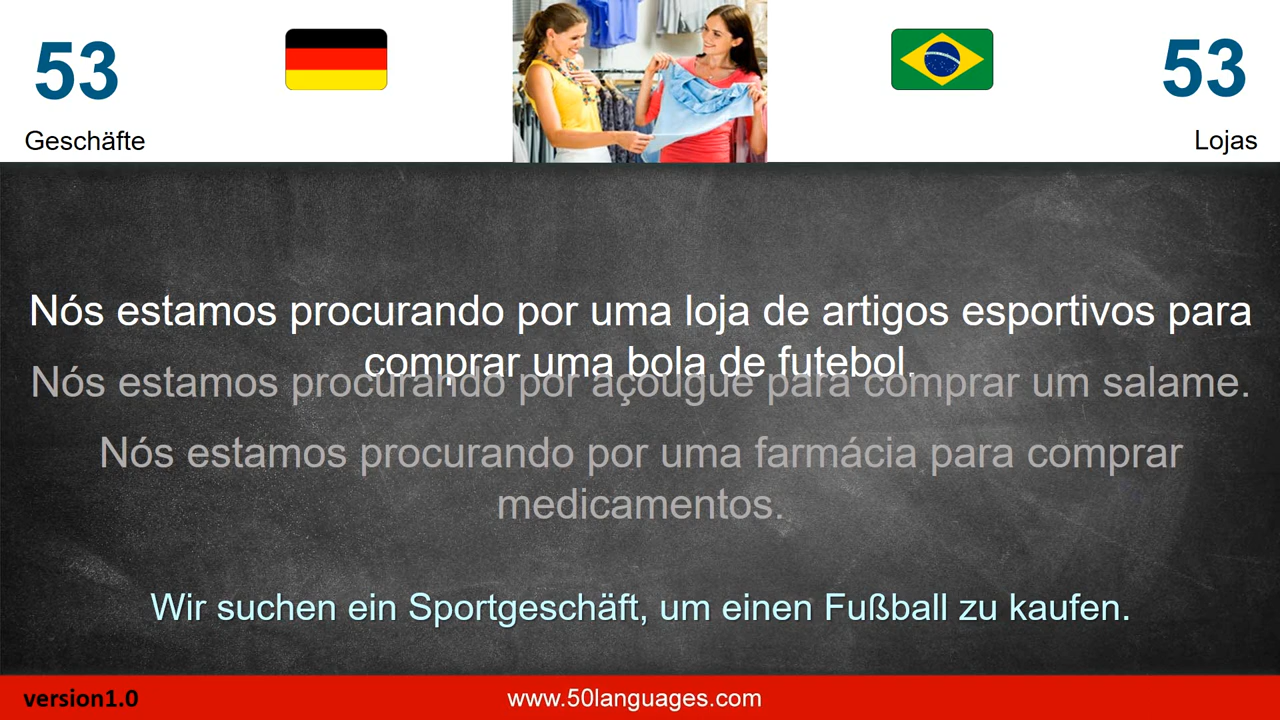 53
53
Geschäfte
Lojas
Nós estamos procurando por uma loja de artigos esportivos para
comprar uma bola de futebol.
Nós estamos procurando por açougue para comprar um salame.
Nós estamos procurando por uma farmácia para comprar
medicamentos.
Wir suchen ein Sportgeschäft, um einen Fußball zu kaufen.
version1.0
www.50languages.com